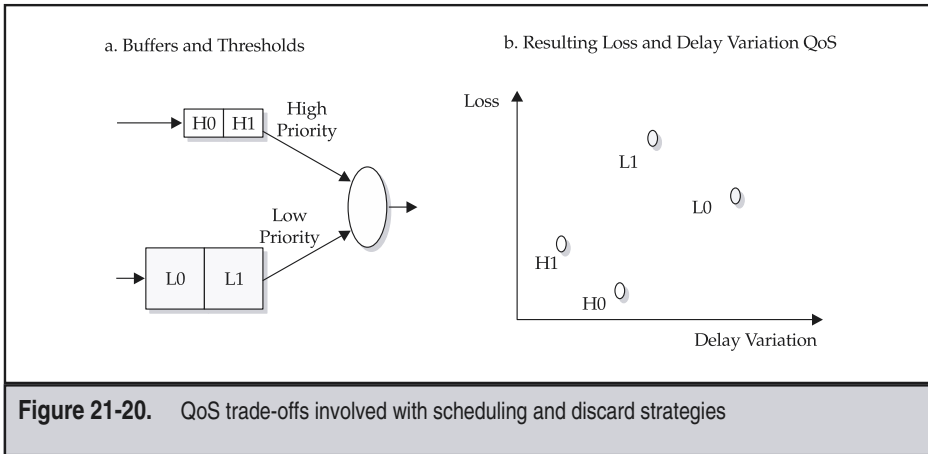 a. Buffers and Thresholds
b. Resulting Loss and Delay Variation QoS
H0 H1
High
Priority
L0 L1
Low
Priority
Loss
L1
L0
H1
H0
Delay Variation
Figure 21-20. QoS trade-offs involved with scheduling and discard strategies